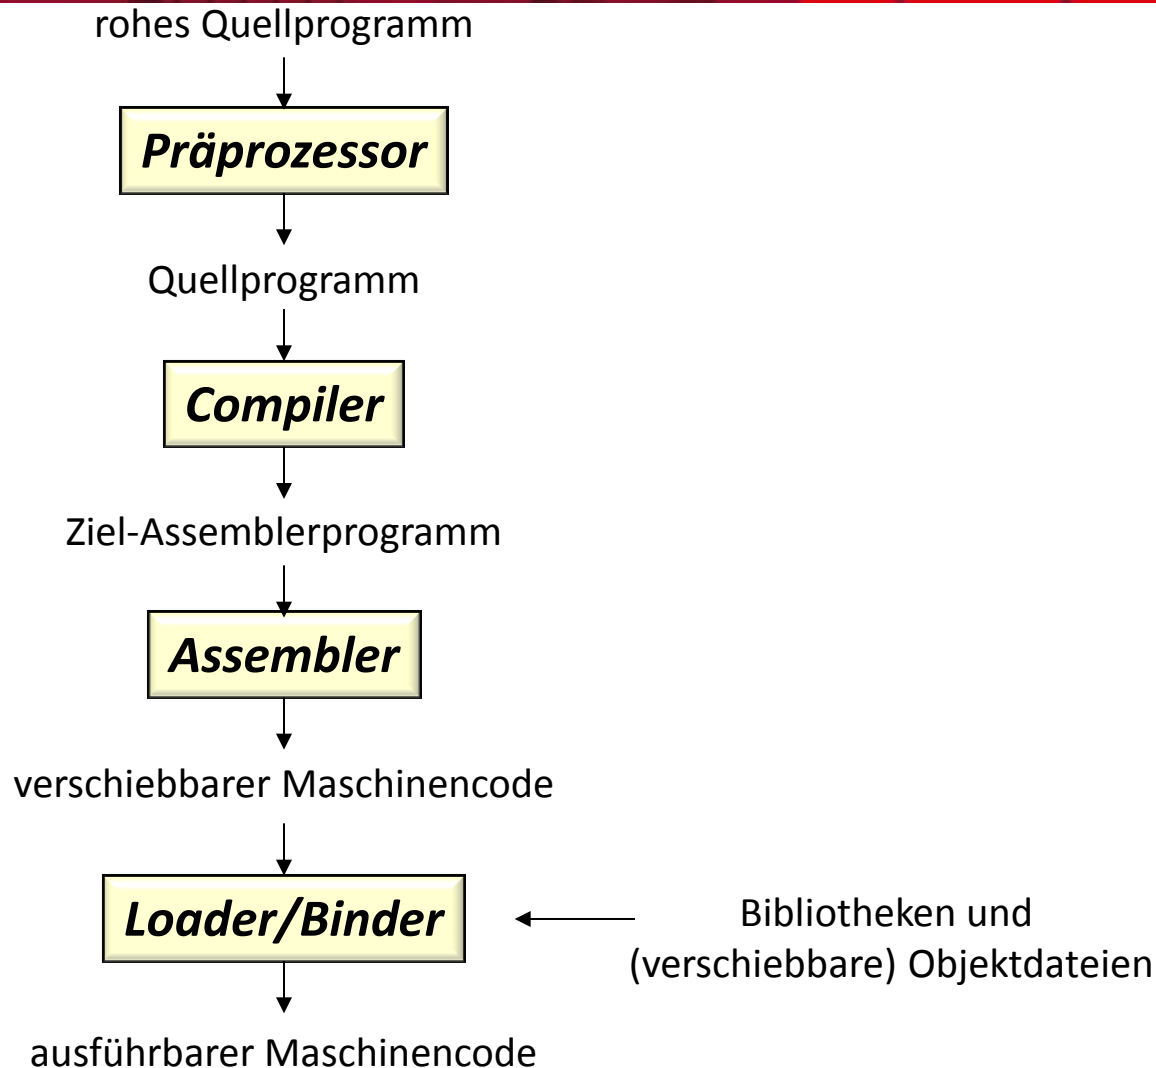 rohes Quellprogramm
Präprozessor
Quellprogramm
Compiler
Ziel-Assemblerprogramm
Assembler
verschiebbarer Maschinencode
Loader/Binder
Bibliotheken und
(verschiebbare) Objektdateien
ausführbarer Maschinencode